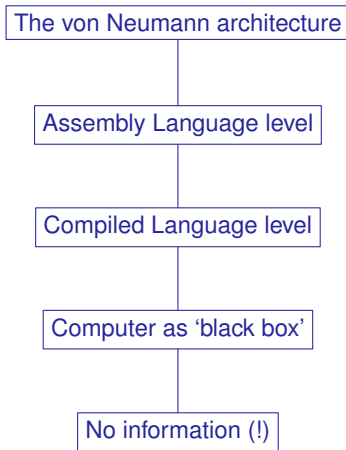 The von Neumann architecture
Assembly Language level
Compiled Language level
Computer as ‘black box’
No information (!)